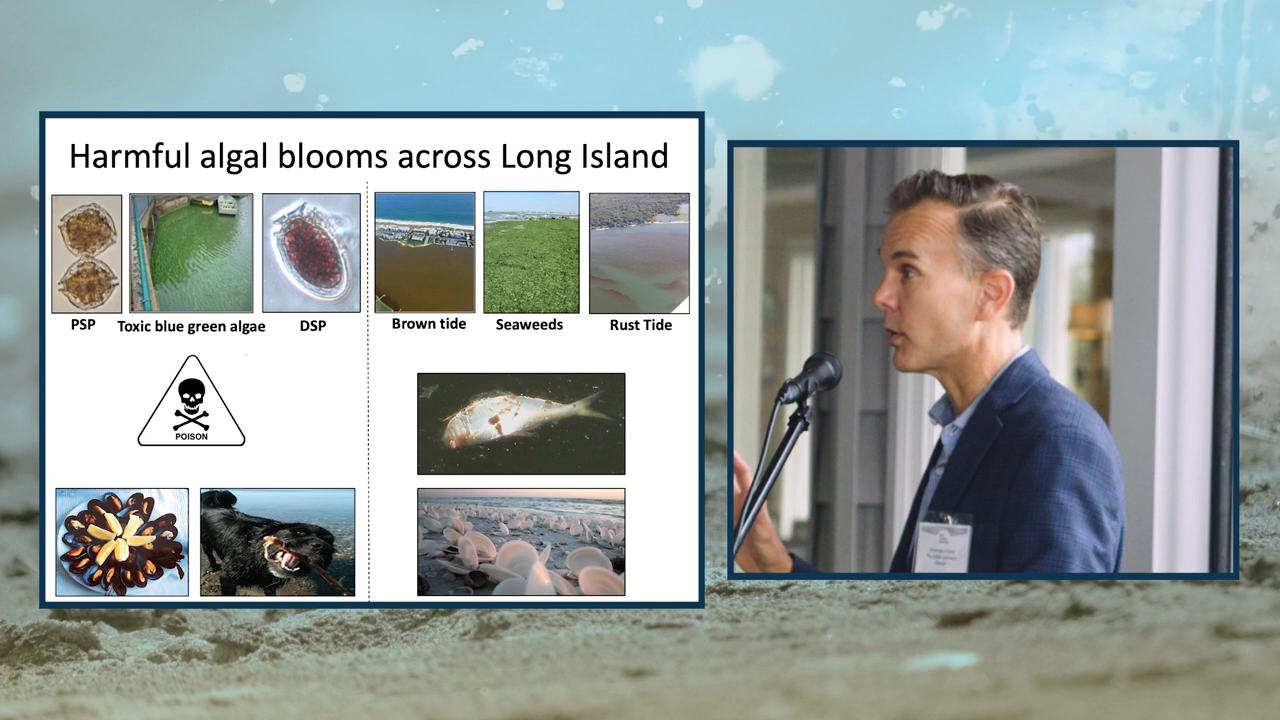 Harmful algal blooms across Long Island
PSP
Toxic blue green algae
DSP
Brown tide
Seaweeds
Rust Tide
POISON